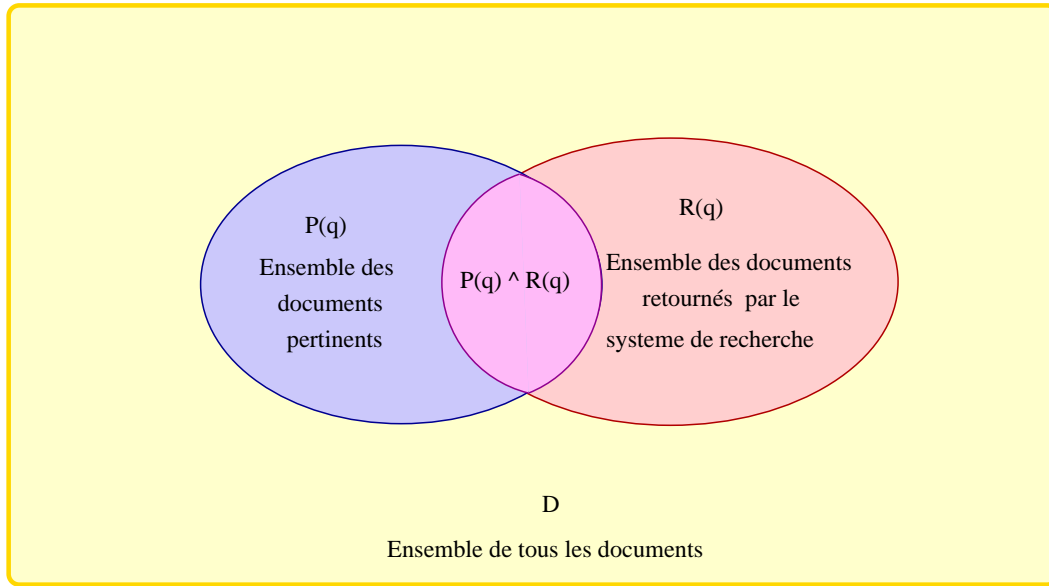 P(q)
Ensemble des
documents
pertinents
P(q) ^ R(q)
R(q)
Ensemble des documents
retournés par le
systeme de recherche
D
Ensemble de tous les documents